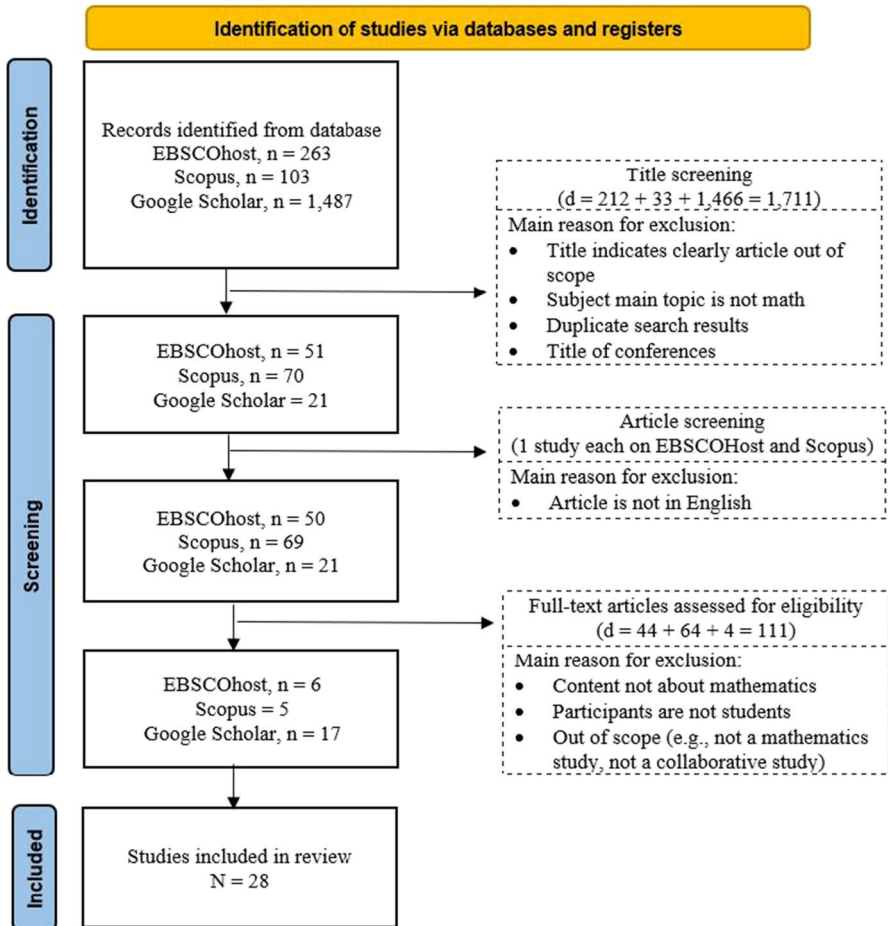 Identification of studies via databases and registers
Identification
Records identified from database
EBSCOhost, n = 263
Scopus, n = 103
Google Scholar, n = 1,487
Title screening
(d = 212 + 33 + 1,466 = 1,711)
Main reason for exclusion:
• Title indicates clearly article out of
scope
• Subject main topic is not math
• Duplicate search results
• Title of conferences
Screening
EBSCOhost, n = 51
Scopus, n = 70
Google Scholar = 21
Article screening
(1 study each on EBSCOHost and Scopus)
Main reason for exclusion:
• Article is not in English
EBSCOhost, n = 50
Scopus, n = 69
Google Scholar, n = 21
Full-text articles assessed for eligibility
(d = 44 + 64 + 4 = 111)
Main reason for exclusion:
• Content not about mathematics
• Participants are not students
• Out of scope (e.g., not a mathematics
study, not a collaborative study)
EBSCOhost, n = 6
Scopus = 5
Google Scholar, n = 17
Included
Studies included in review
N = 28